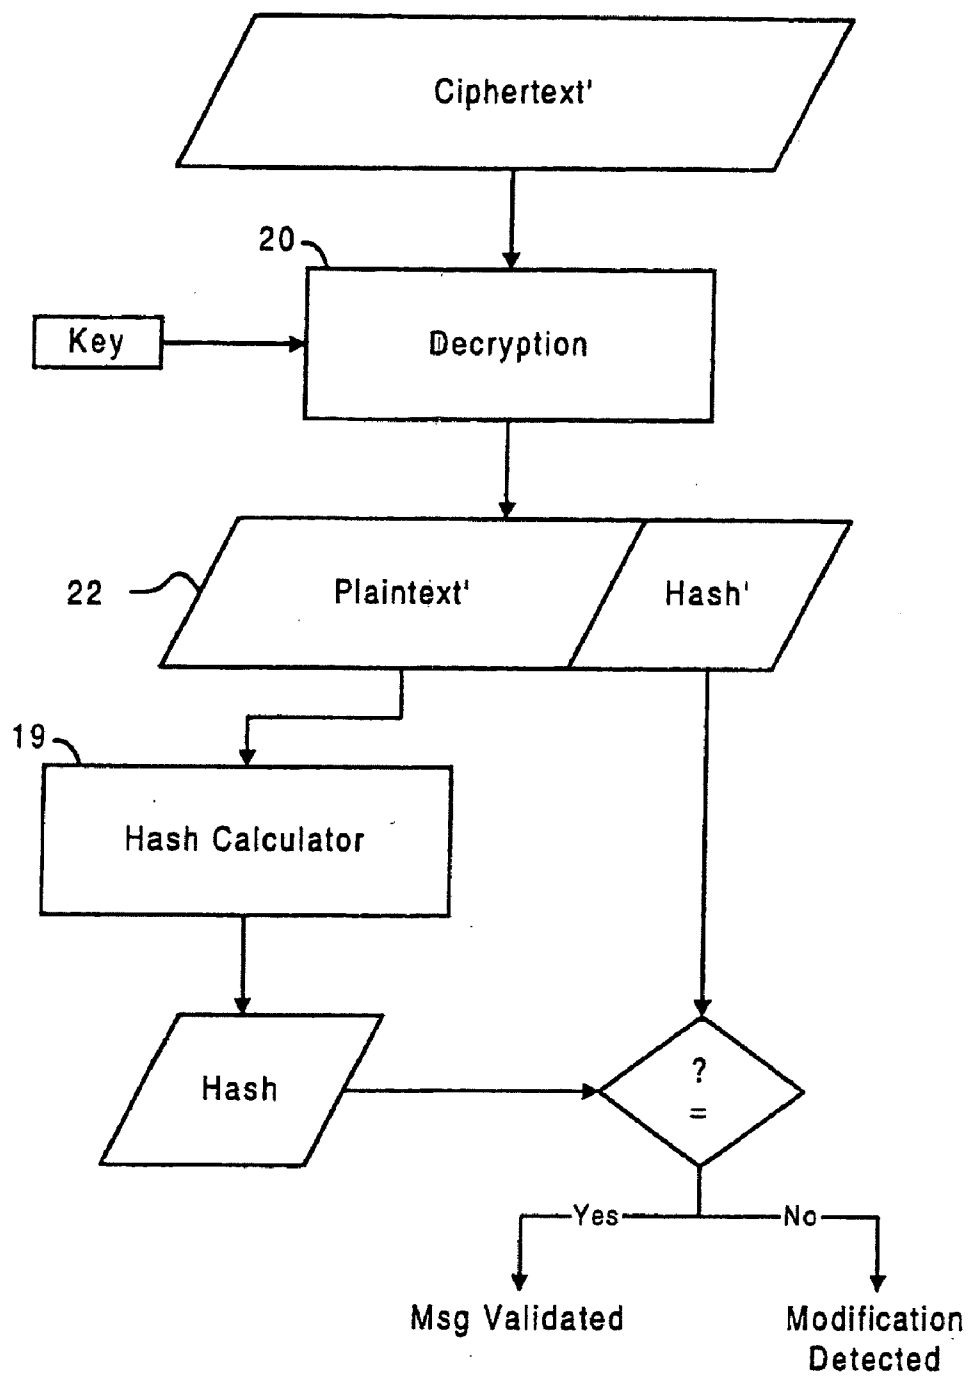 Ciphertext'
20
Key
Decryption
22
Plaintext'
Hash'
19
Hash Calculator
Hash
?
=
Yes
No
Msg Validated
Modification
Detected